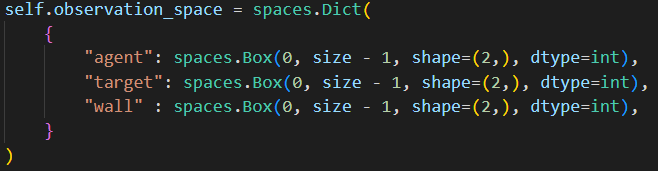 self.observation_space = spaces.Dict(
    {
        "agent": spaces.Box(0, size - 1, shape=(2,), dtype=int),
        "target": spaces.Box(0, size - 1, shape=(2,), dtype=int),
        "wall" : spaces.Box(0, size - 1, shape=(2,), dtype=int),
    }
)